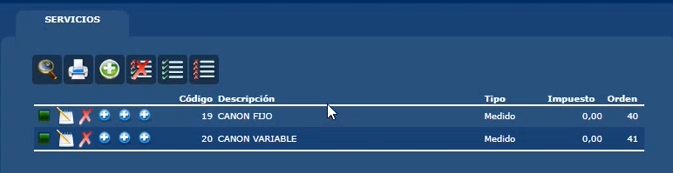 SERVICIOS
Código Descripción Tipo Impuesto Orden
19 CANON FIJO Medido 0,00 40
20 CANON VARIABLE Medido 0,00 41